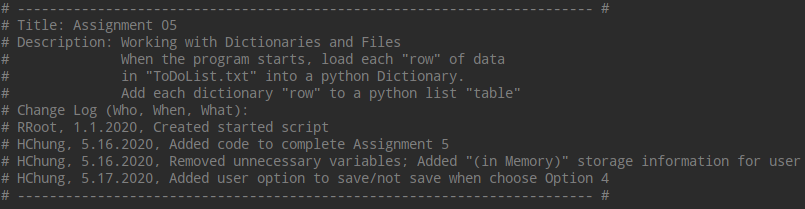 # ---------------------------------------------------------------------- #
# Title: Assignment 05
# Description: Working with Dictionaries and Files
#              When the program starts, load each "row" of data
#              in "ToDoList.txt" into a python Dictionary.
#              Add each dictionary "row" to a python list "table"
# Change Log (Who, When, What):
# RRoot, 1.1.2020, Created started script
# HChung, 5.16.2020, Added code to complete Assignment 5
# HChung, 5.16.2020, Removed unnecessary variables; Added "(in Memory)" storage information for user
# HChung, 5.17.2020, Added user option to save/not save when choose Option 4
# ---------------------------------------------------------------------- #